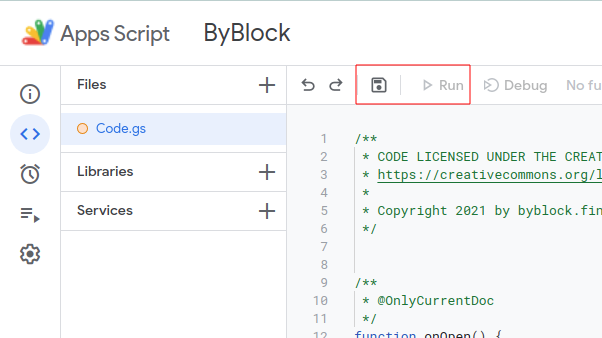 Apps Script ByBlock
Files
Run Debug No fu
Code.gs
Libraries
Services
1 /**
2 * CODE LICENSED UNDER THE CREAT
3 * https://creativecommons.org/l
4 *
5 * Copyright 2021 by byblock.fin
6 */
7
8
9 /**
10 * @OnlyCurrentDoc
11 */
12 function onOpen() {